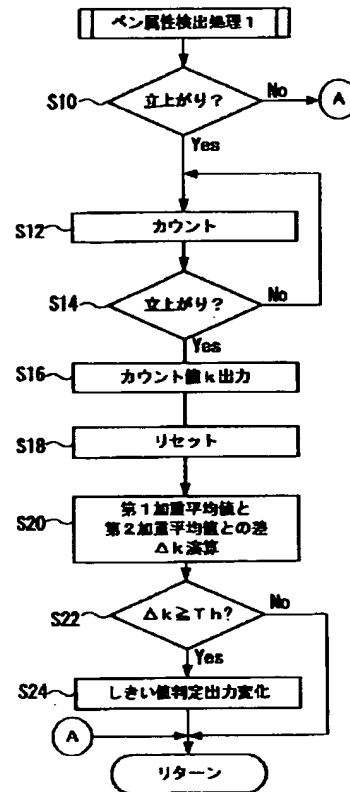 ペン属性検出処理1
S10
立上がり?
No
A
Yes
S12
カウント
S14
立上がり?
No
Yes
S16
カウント値k出力
S18
リセット
S20
第1加重平均値と
第2加重平均値との差
Δk演算
S22
Δk≧Th?
No
Yes
S24
しきい値判定出力変化
A
リターン